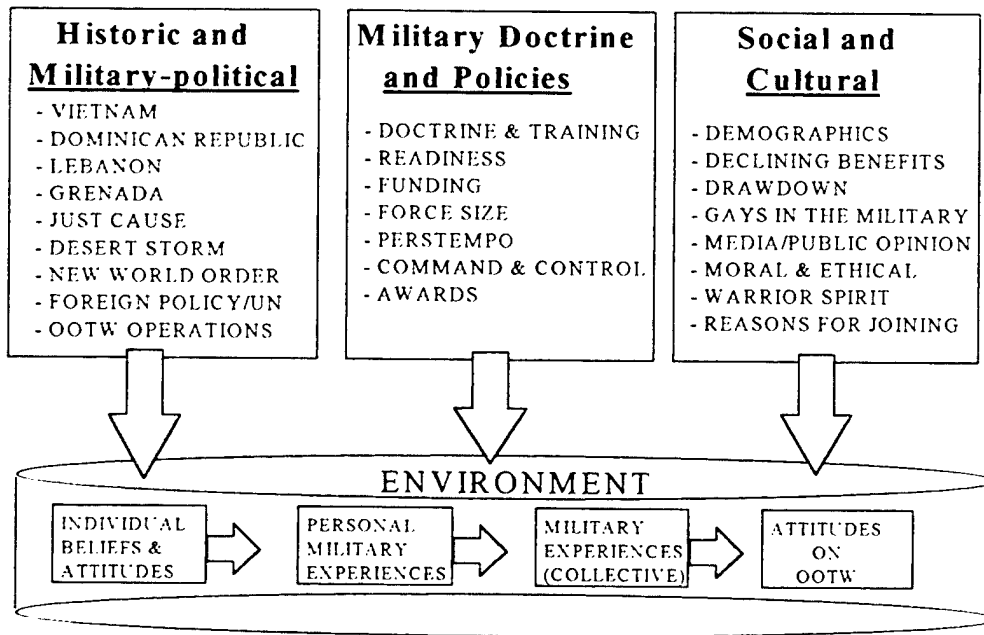 Historic and
Military-political
- VIETNAM
- DOMINICAN REPUBLIC
- LEBANON
- GRENADA
- JUST CAUSE
- DESERT STORM
- NEW WORLD ORDER
- FOREIGN POLICY/UN
- OOTW OPERATIONS
Military Doctrine
and Policies
- DOCTRINE & TRAINING
- READINESS
- FUNDING
- FORCE SIZE
- PERSTEMPO
- COMMAND & CONTROL
- AWARDS
Social and
Cultural
- DEMOGRAPHICS
- DECLINING BENEFITS
- DRAWDOWN
- GAYS IN THE MILITARY
- MEDIA/PUBLIC OPINION
- MORAL & ETHICAL
- WARRIOR SPIRIT
- REASONS FOR JOINING
ENVIRONMENT
INDIVIDUAL
BELIEFS &
ATTITUDES
PERSONAL
MILITARY
EXPERIENCES
MILITARY
EXPERIENCES
(COLLECTIVE)
ATTITUDES
ON
OOTW